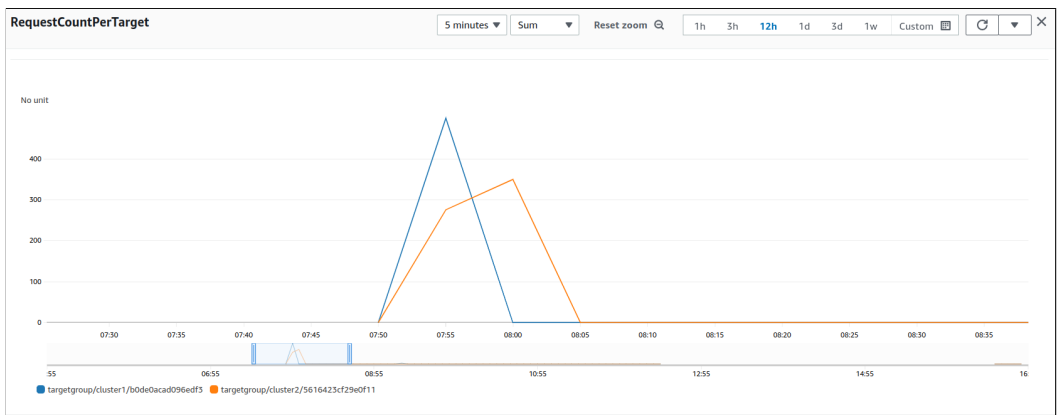 RequestCountPerTarget 5 minutes Sum Reset zoom 1h 3h 12h 1d 3d 1w Custom
No unit
400
300
200
100
0
07:30 07:35 07:40 07:45 07:50 07:55 08:00 08:05 08:10 08:15 08:20 08:25 08:30 08:35
:55 06:55 08:55 10:55 12:55 14:55 16:
targetgroup/cluster1/b0de0acad096edf3 targetgroup/cluster2/5616423cf29e0f11